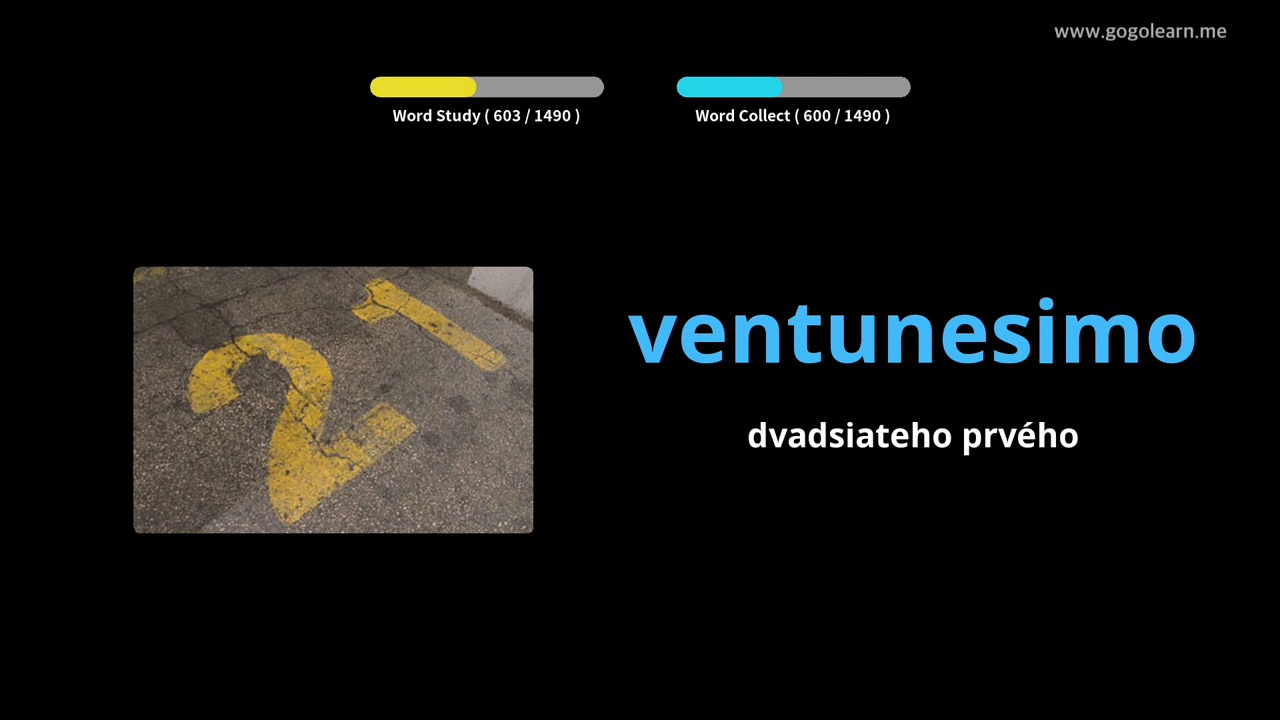 www.gogolearn.me
Word Study ( 603 / 1490 )
Word Collect ( 600 / 1490 )
21
ventunesimo
dvadsiateho prvého